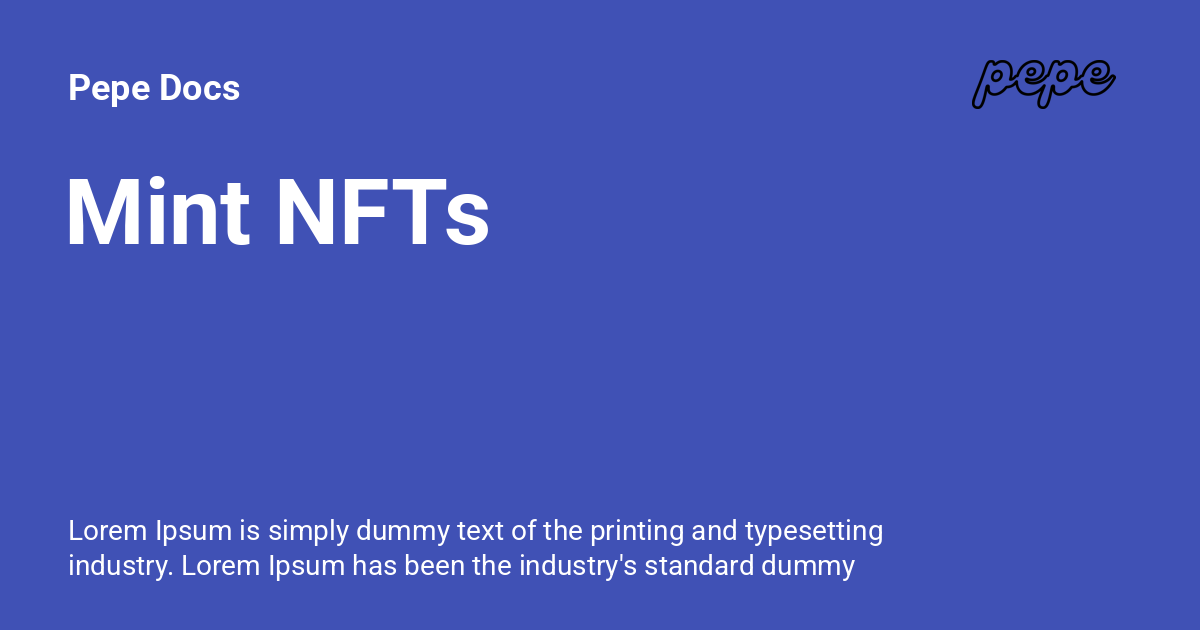 Pepe Docs
pepe
Mint NFTs
Lorem Ipsum is simply dummy text of the printing and typesetting
industry. Lorem Ipsum has been the industry's standard dummy